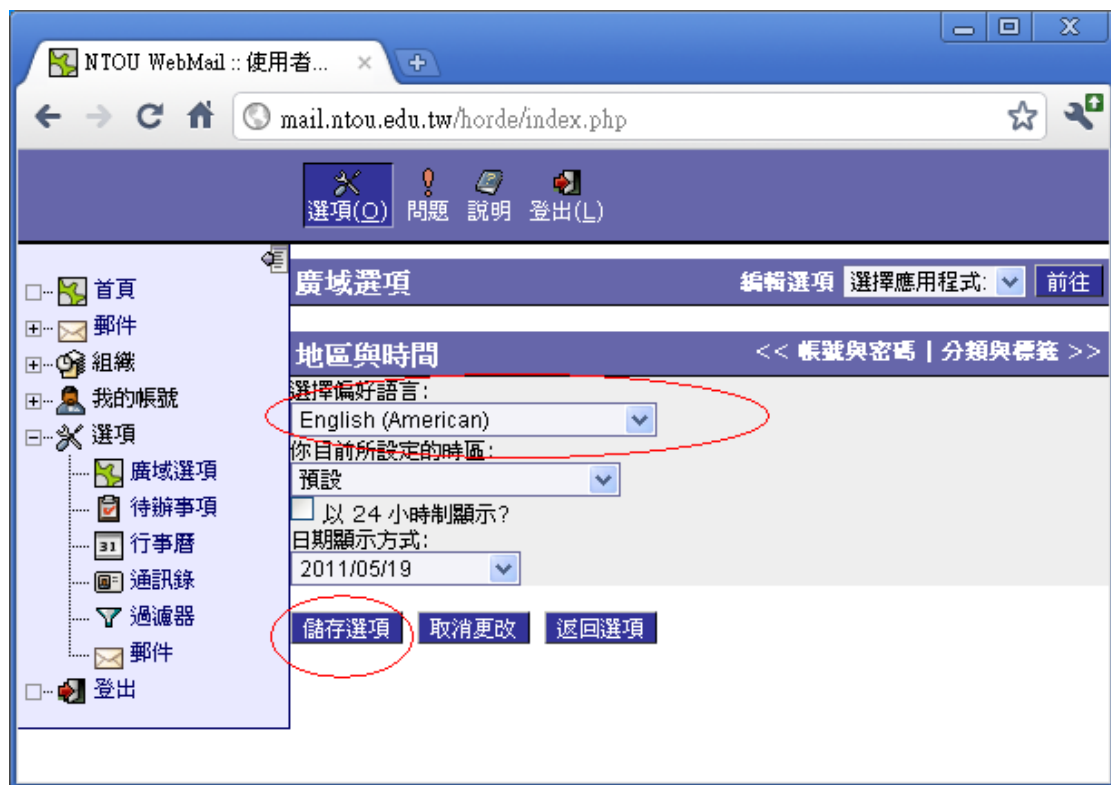 NTOU WebMail :: 使用者...
mail.ntou.edu.tw/horde/index.php
選項(O) 問題 說明 登出(L)
廣域選項 編輯選項 選擇應用程式: 前往
首頁
郵件
組織
我的帳號
選項
廣域選項
待辦事項
31 行事曆
通訊錄
過濾器
郵件
登出
地區與時間 << 帳號與密碼 | 分類與標籤 >>
選擇偏好語言:
English (American)
你目前所設定的時區:
預設
以 24 小時制顯示?
日期顯示方式:
2011/05/19
儲存選項 取消更改 返回選項